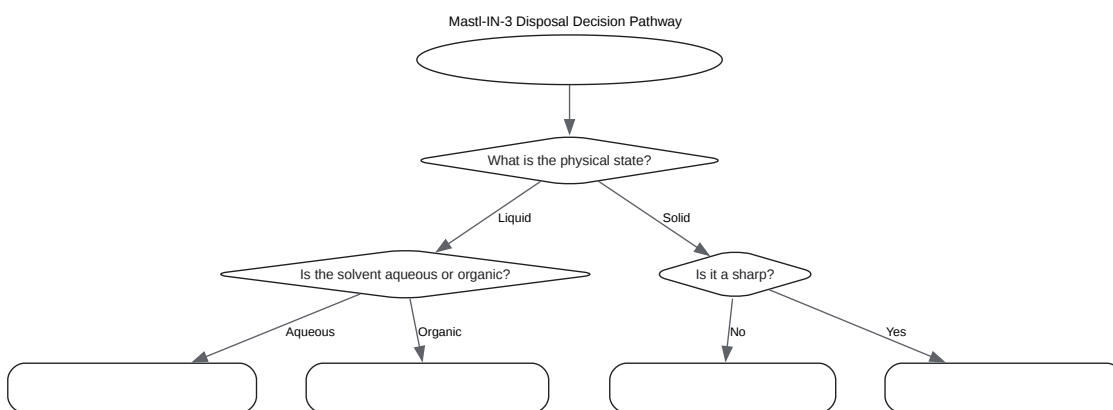 Mastl-IN-3 Disposal Decision Pathway
What is the physical state?
Liquid
Solid
Is the solvent aqueous or organic?
Is it a sharp?
Aqueous
Organic
No
Yes